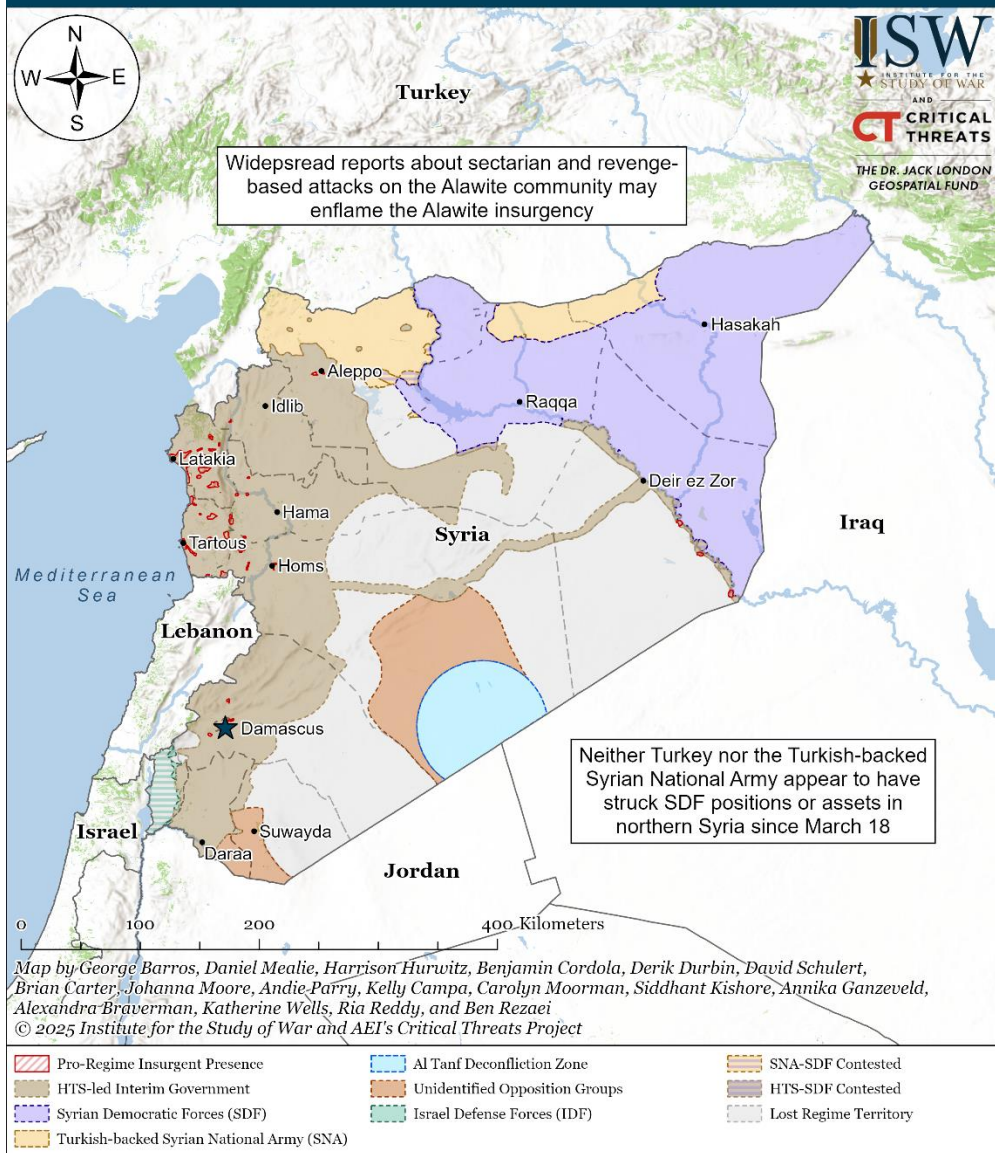 N
W
E
S
ISW
INSTITUTE FOR THE
STUDY OF WAR
AND
CT CRITICAL
THREATS
THE DR. JACK LONDON
GEOSPATIAL FUND
Turkey
Widepsread reports about sectarian and revenge-
based attacks on the Alawite community may
enflame the Alawite insurgency
Hasakah
Aleppo
Idlib
Raqqa
Latakia
Deir ez Zor
Hama
Syria
Iraq
Tartous
Homs
Mediterranean
Sea
Lebanon
Damascus
Neither Turkey nor the Turkish-backed
Syrian National Army appear to have
struck SDF positions or assets in
northern Syria since March 18
Israel
Suwayda
Daraa
Jordan
0 100 200 400 Kilometers
Map by George Barros, Daniel Mealie, Harrison Hurwitz, Benjamin Cordola, Derik Durbin, David Schulert,
Brian Carter, Johanna Moore, Andie Parry, Kelly Campa, Carolyn Moorman, Siddhant Kishore, Annika Ganzeveld,
Alexandra Braverman, Katherine Wells, Ria Reddy, and Ben Rezaei
© 2025 Institute for the Study of War and AEI's Critical Threats Project
Pro-Regime Insurgent Presence
HTS-led Interim Government
Syrian Democratic Forces (SDF)
Turkish-backed Syrian National Army (SNA)
Al Tanf Deconfliction Zone
Unidentified Opposition Groups
Israel Defense Forces (IDF)
SNA-SDF Contested
HTS-SDF Contested
Lost Regime Territory